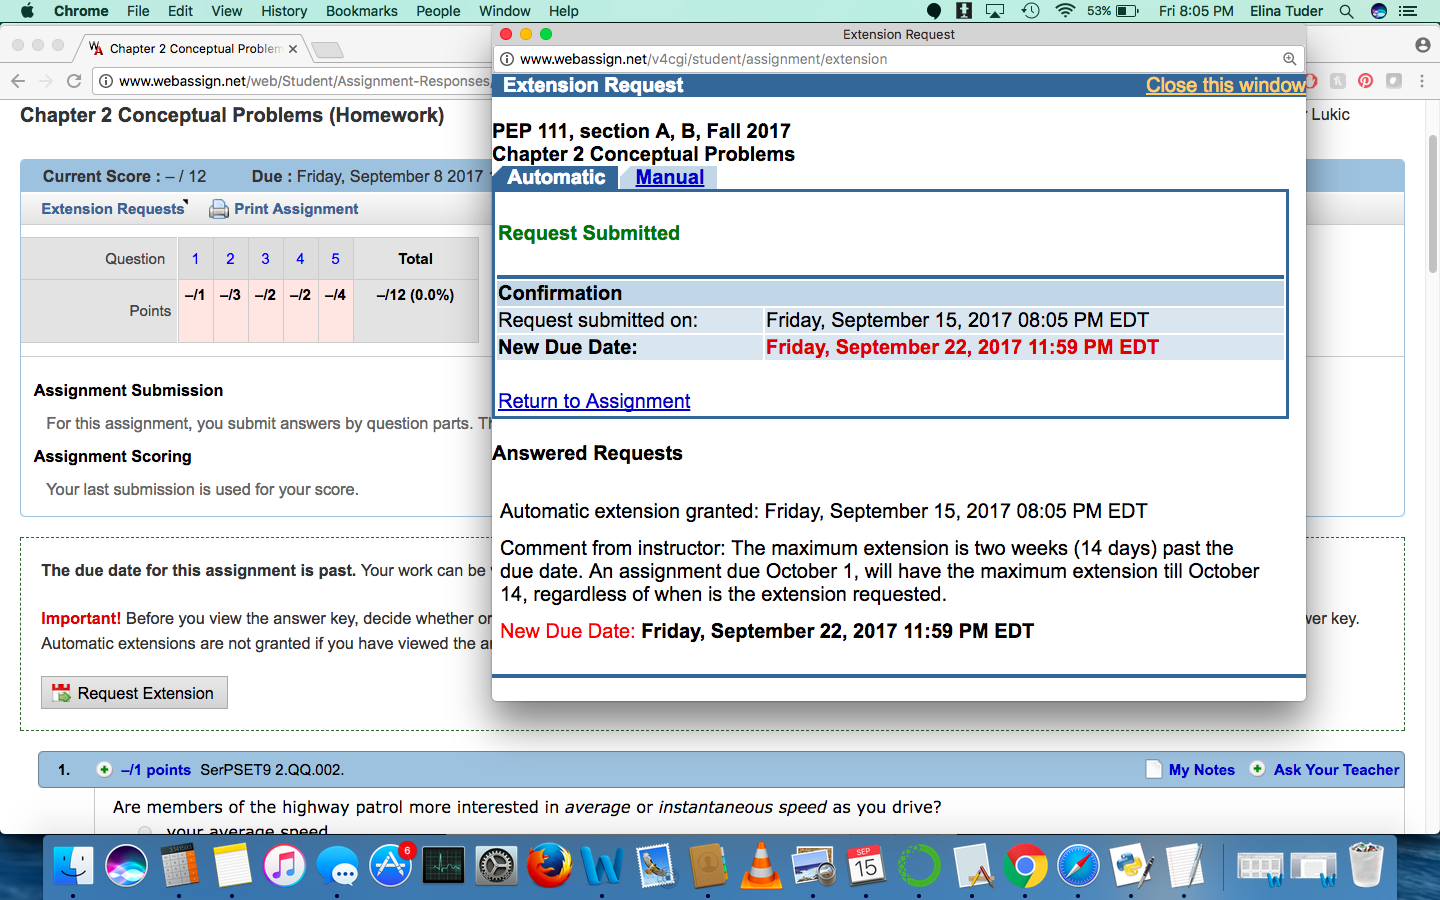 Chrome File Edit View History Bookmarks People Window Help 53% Fri 8:05 PM Elina Tuder
Chapter 2 Conceptual Problem
www.webassign.net/web/Student/Assignment-Responses
Chapter 2 Conceptual Problems (Homework)
Lukic
Current Score : – / 12 Due : Friday, September 8 2017
Extension Requests Print Assignment
Question 1 2 3 4 5 Total
Points –/1 –/3 –/2 –/2 –/4 –/12 (0.0%)
Assignment Submission
For this assignment, you submit answers by question parts.
Assignment Scoring
Your last submission is used for your score.
The due date for this assignment is past. Your work can be
Important! Before you view the answer key, decide whether or
ver key.
Automatic extensions are not granted if you have viewed the a
Request Extension
1. –/1 points SerPSET9 2.QQ.002. My Notes Ask Your Teacher
Are members of the highway patrol more interested in average or instantaneous speed as you drive?
your average speed
Extension Request
www.webassign.net/v4cgi/student/assignment/extension
Extension Request Close this window
PEP 111, section A, B, Fall 2017
Chapter 2 Conceptual Problems
Automatic Manual
Request Submitted
Confirmation
Request submitted on: Friday, September 15, 2017 08:05 PM EDT
New Due Date: Friday, September 22, 2017 11:59 PM EDT
Return to Assignment
Answered Requests
Automatic extension granted: Friday, September 15, 2017 08:05 PM EDT
Comment from instructor: The maximum extension is two weeks (14 days) past the
due date. An assignment due October 1, will have the maximum extension till October
14, regardless of when is the extension requested.
New Due Date: Friday, September 22, 2017 11:59 PM EDT
6
SEP
15